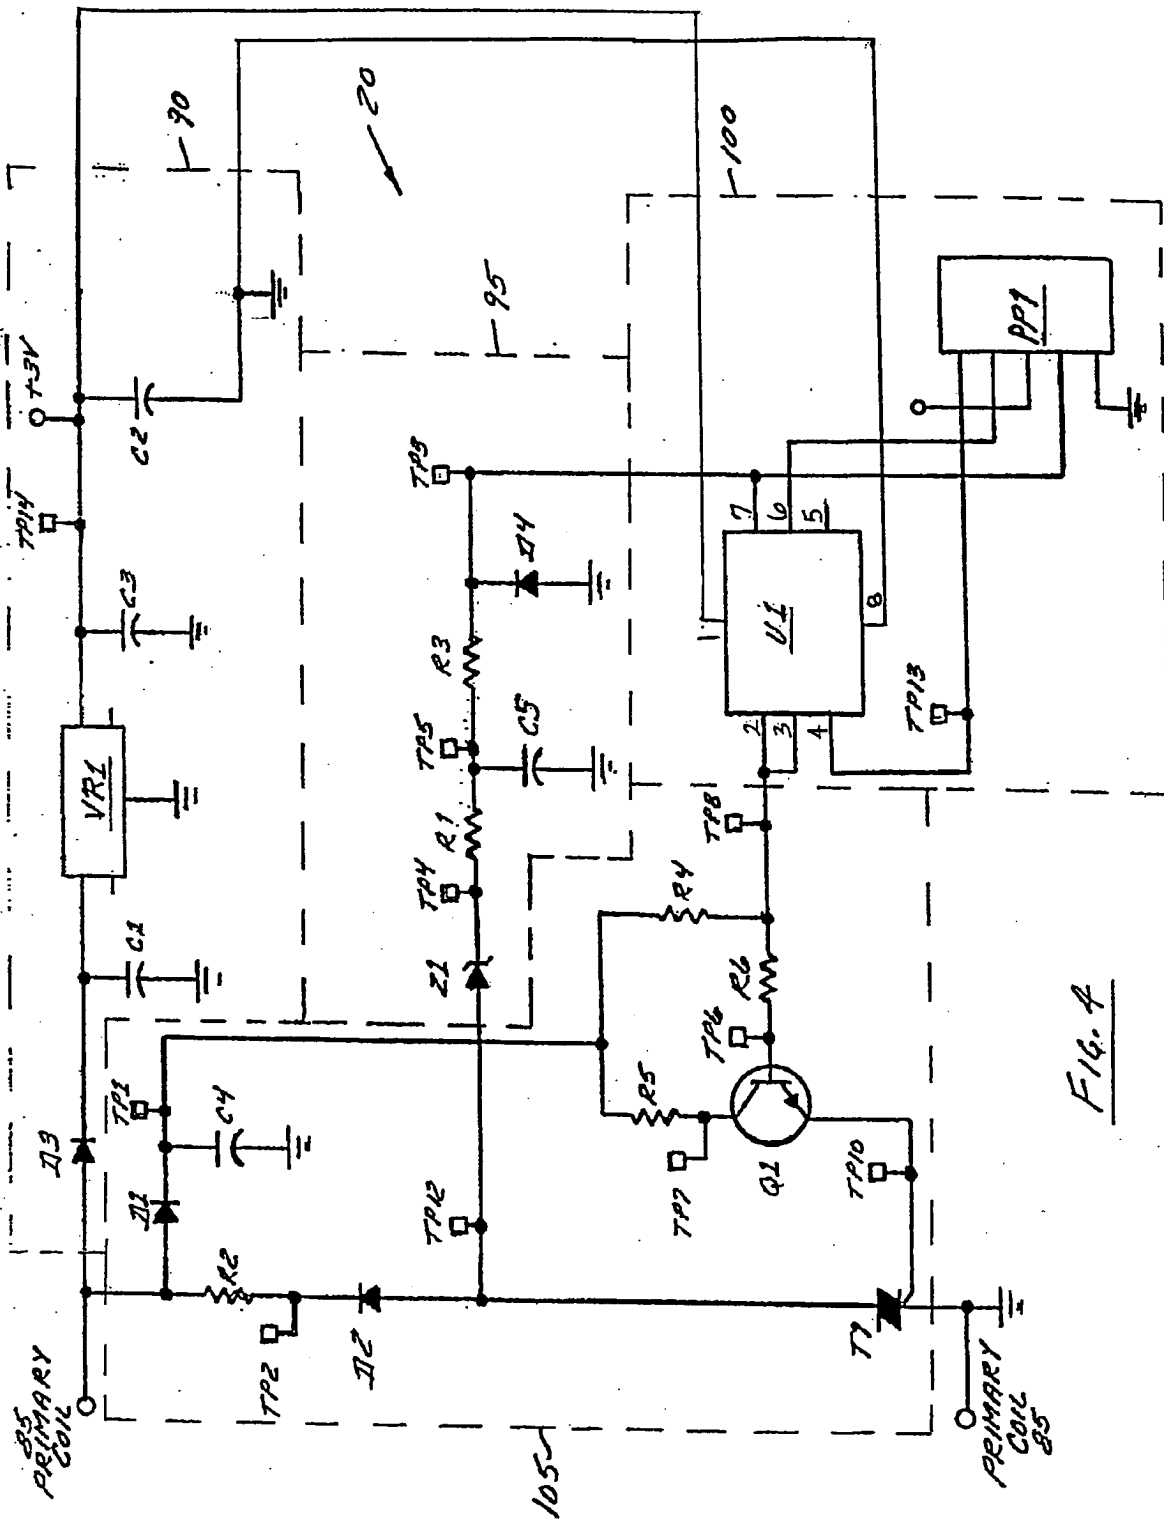 85
PRIMARY
COIL
D3
C1
VR1
C3
TP14
+3V
C2
90
20
TP1
D1
C4
R2
TP2
D2
TP12
Z1
TP4
R1
TP5
C5
R3
D4
TP3
95
105
T1
TP10
Q1
TP7
R5
TP6
R6
R4
TP8
2
3
4
U1
1
8
7
6
5
TP13
PP1
100
PRIMARY
COIL
85
FIG. 4